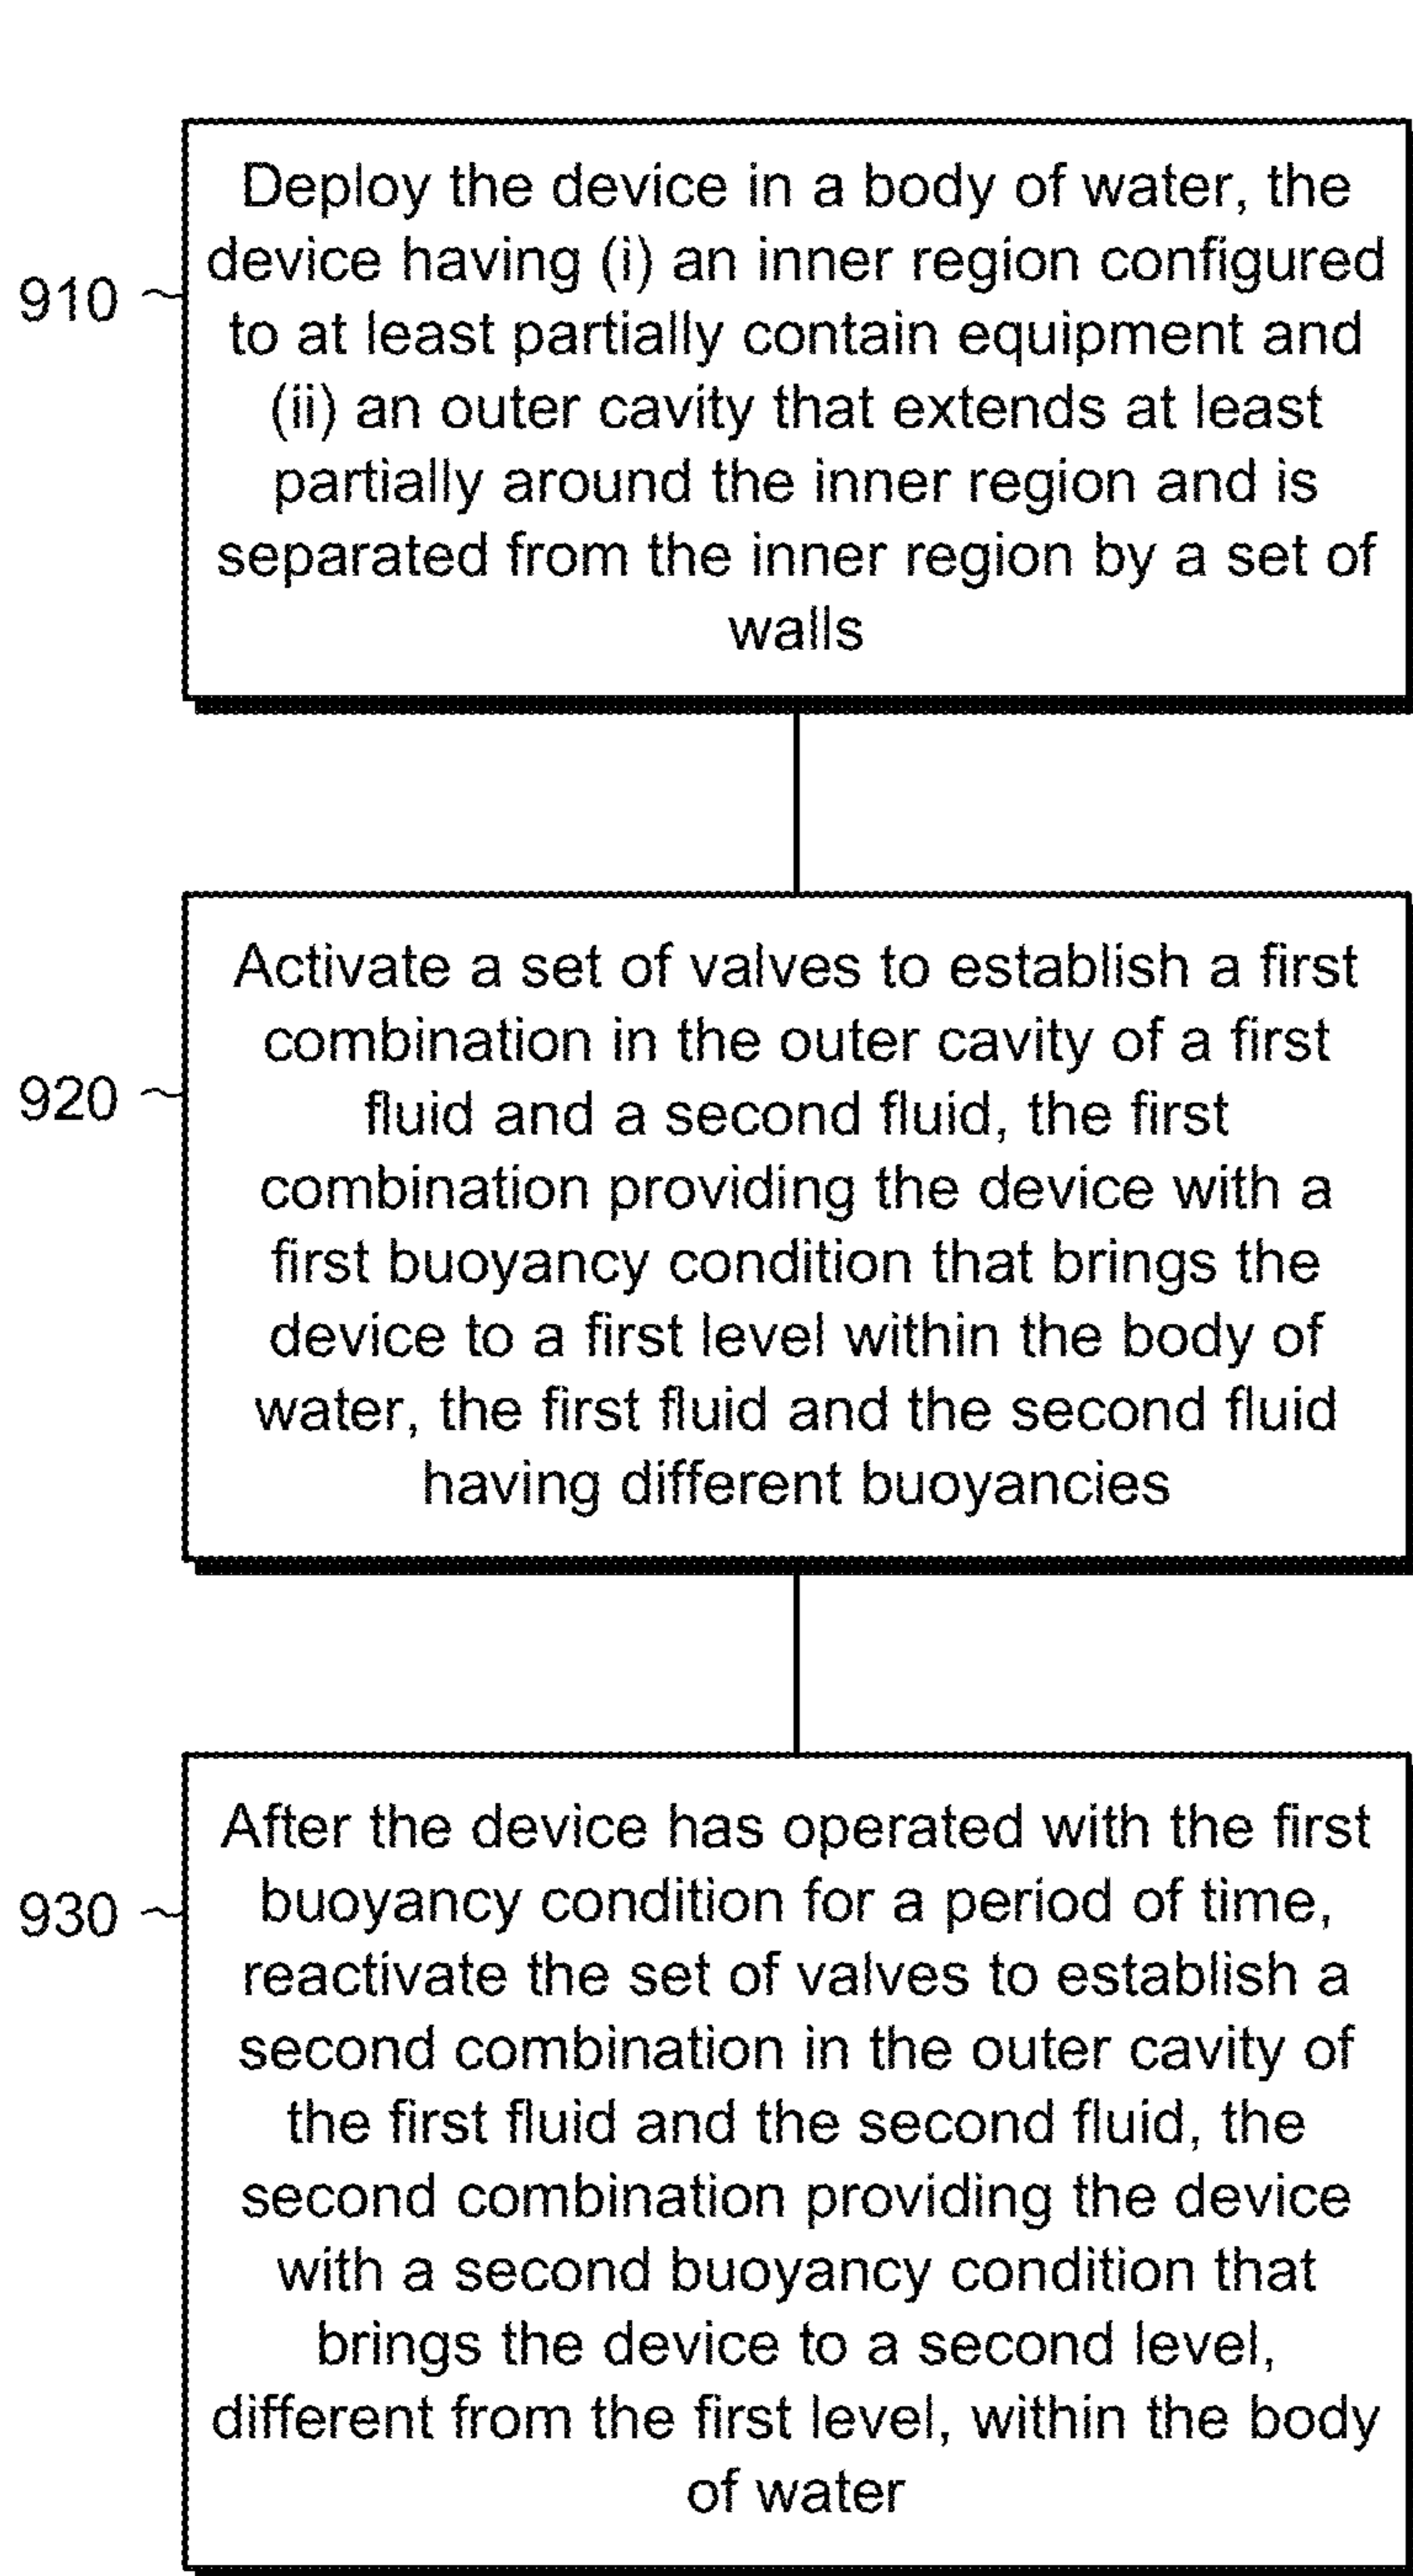 Deploy the device in a body of water, the
device having (i) an inner region configured
910
to at least partially contain equipment and
(ii) an outer cavity that extends at least
partially around the inner region and is
separated from the inner region by a set of
walls
Activate a set of valves to establish a first
combination in the outer cavity of a first
920
fluid and a second fluid, the first
combination providing the device with a
first buoyancy condition that brings the
device to a first level within the body of
water, the first fluid and the second fluid
having different buoyancies
After the device has operated with the first
buoyancy condition for a period of time,
930
reactivate the set of valves to establish a
second combination in the outer cavity of
the first fluid and the second fluid, the
second combination providing the device
with a second buoyancy condition that
brings the device to a second level,
different from the first level, within the body
of water